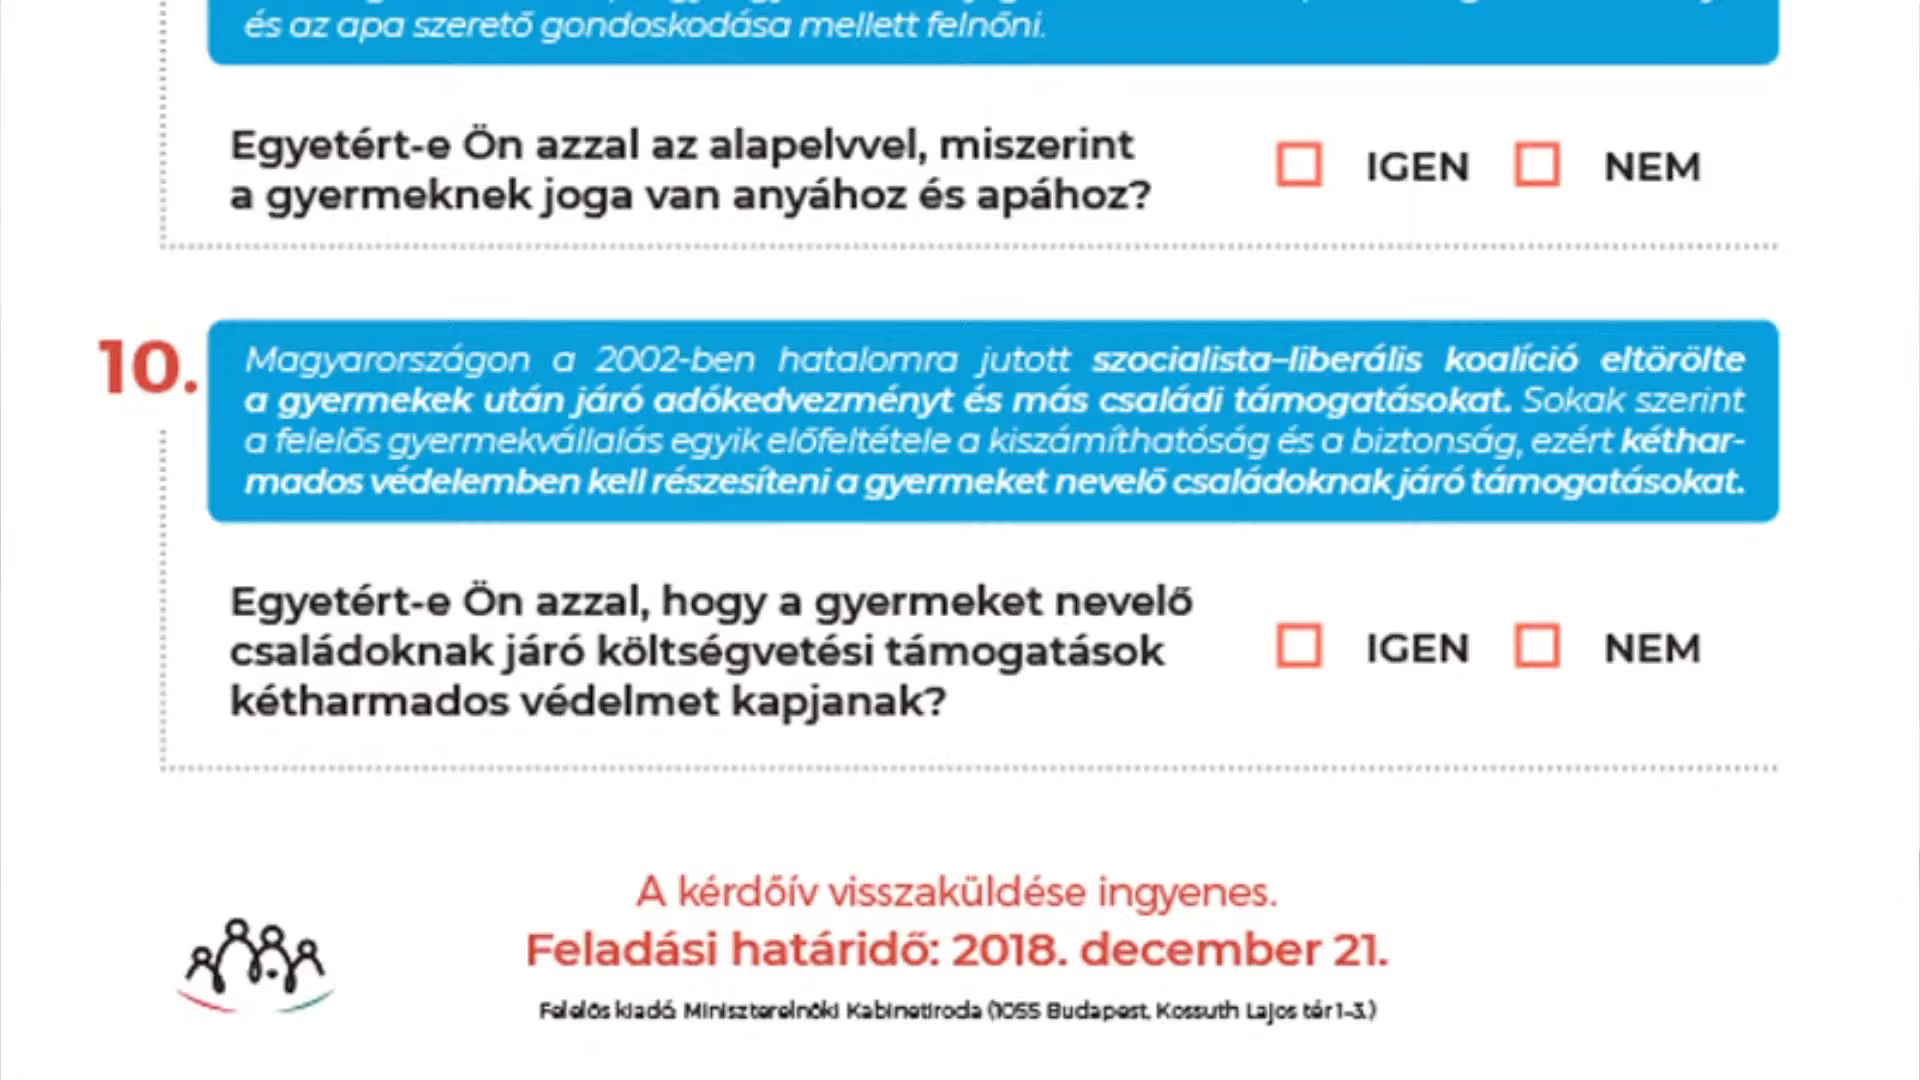 és az apa szerető gondoskodása mellett felnőni.
Egyetért-e Ön azzal az alapelvvel, miszerint
a gyermeknek joga van anyához és apához?
IGEN NEM
10.
Magyarországon a 2002-ben hatalomra jutott szocialista–liberális koalíció eltörölte
a gyermekek után járó adókedvezményt és más családi támogatásokat. Sokak szerint
a felelős gyermekvállalás egyik előfeltétele a kiszámíthatóság és a biztonság, ezért kéthar-
mados védelemben kell részesíteni a gyermeket nevelő családoknak járó támogatásokat.
Egyetért-e Ön azzal, hogy a gyermeket nevelő
családoknak járó költségvetési támogatások
kétharmados védelmet kapjanak?
IGEN NEM
A kérdőív visszaküldése ingyenes.
Feladási határidő: 2018. december 21.
Felelős kiadó: Miniszterelnöki Kabinetiroda (1055 Budapest, Kossuth Lajos tér 1-3.)